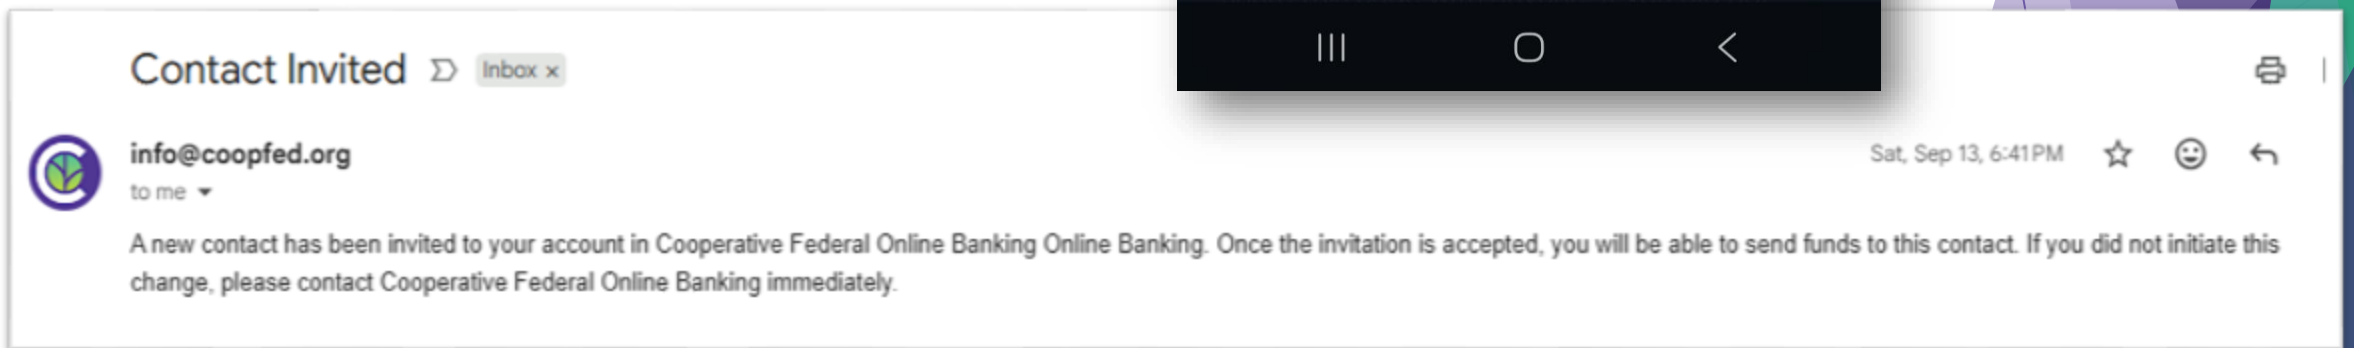 Contact Invited
Inbox ×
info@coopfed.org
Sat, Sep 13, 6:41 PM
to me
A new contact has been invited to your account in Cooperative Federal Online Banking Online Banking. Once the invitation is accepted, you will be able to send funds to this contact. If you did not initiate this
change, please contact Cooperative Federal Online Banking immediately.